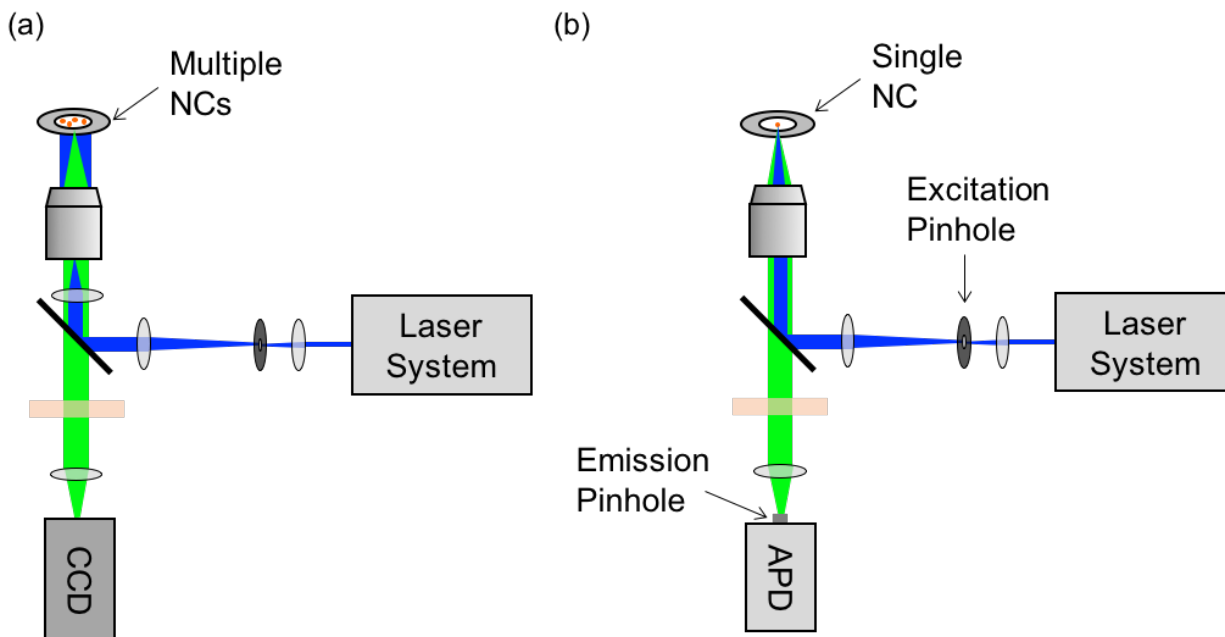 (a)
Multiple
NCs
Laser
System
CCD
(b)
Single
NC
Excitation
Pinhole
Laser
System
Emission
Pinhole
APD